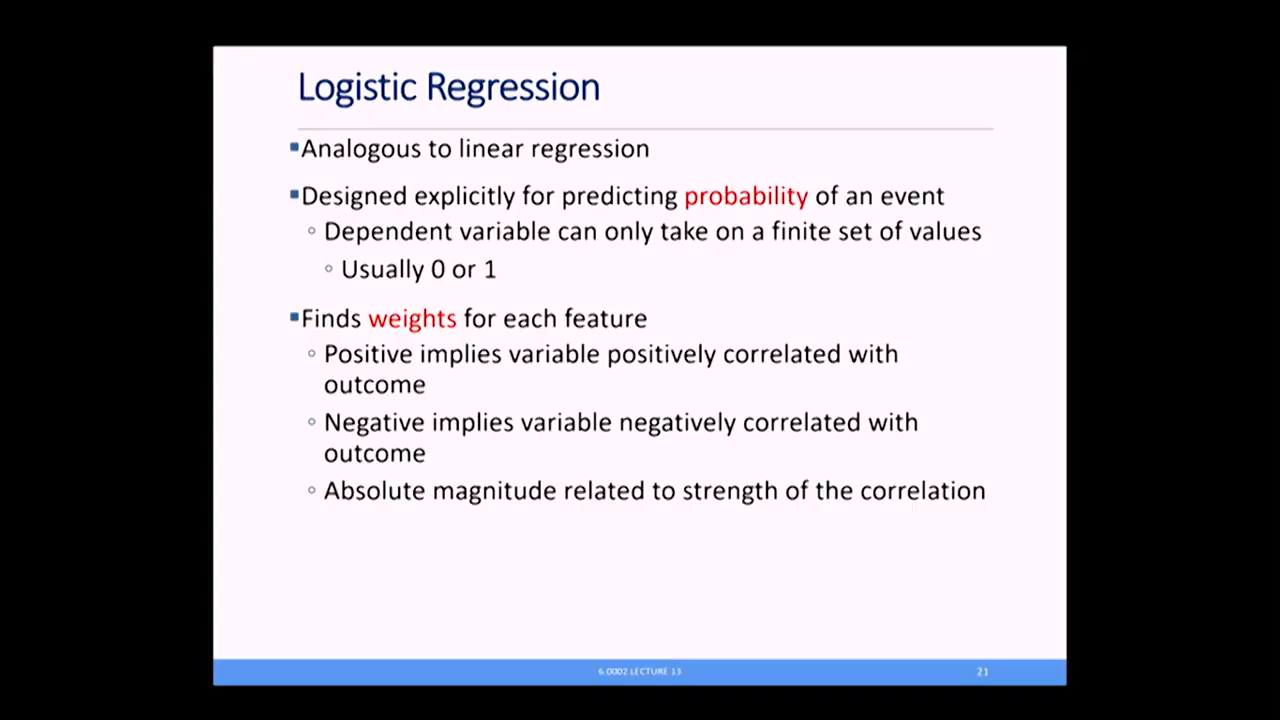 Logistic Regression
▪Analogous to linear regression
▪Designed explicitly for predicting probability of an event
◦ Dependent variable can only take on a finite set of values
◦ Usually 0 or 1
▪Finds weights for each feature
◦ Positive implies variable positively correlated with
outcome
◦ Negative implies variable negatively correlated with
outcome
◦ Absolute magnitude related to strength of the correlation
6.0002 LECTURE 13
21